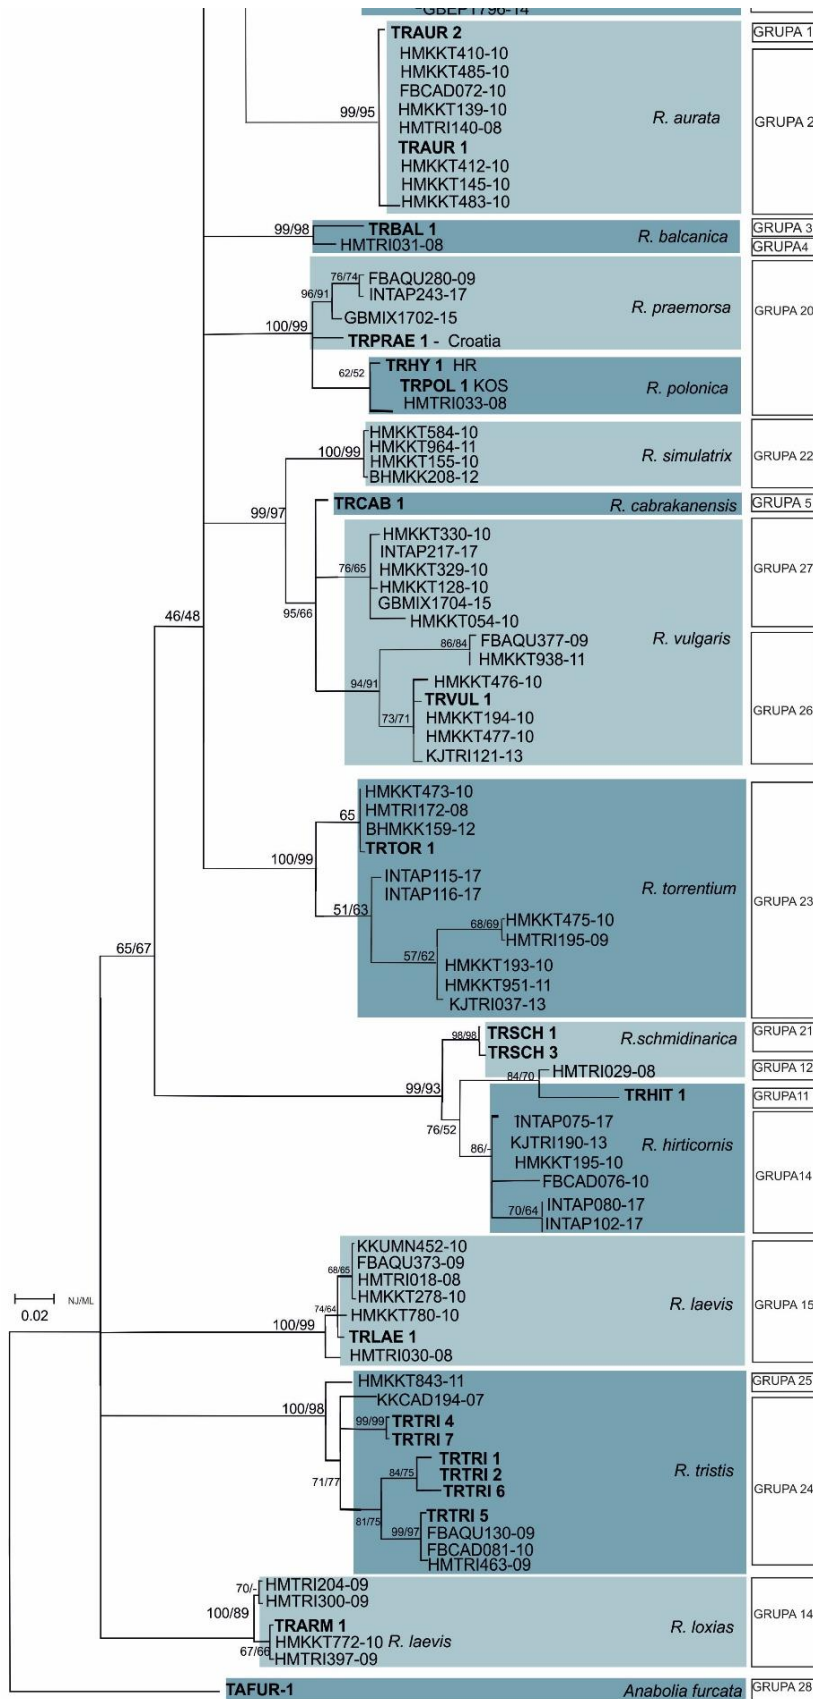 GBEPT796-14
TRAUR 2
GRUPA 1
HMKKT410-10
HMKKT485-10
FBCAD072-10
99/95
HMKKT139-10
R. aurata
GRUPA 2
HMTRI140-08
TRAUR 1
HMKKT412-10
HMKKT145-10
HMKKT483-10
99/98
TRBAL 1
R. balcanica
GRUPA 3
HMTRI031-08
GRUPA4
76/74
FBAQU280-09
96/91
INTAP243-17
R. praemorsa
GRUPA 20
GBMIX1702-15
100/99
TRPRAE 1 - Croatia
62/52
TRHY 1 HR
TRPOL 1 KOS
R. polonica
HMTRI033-08
HMKKT584-10
100/99
HMKKT964-11
R. simulatrix
GRUPA 22
HMKKT155-10
BHMKK208-12
99/97
TRCAB 1
R. cabrakanensis
GRUPA 5
HMKKT330-10
INTAP217-17
76/65
HMKKT329-10
GRUPA 27
HMKKT128-10
GBMIX1704-15
46/48
95/66
HMKKT054-10
86/84
FBAQU377-09
R. vulgaris
HMKKT938-11
94/91
HMKKT476-10
TRVUL 1
73/71
HMKKT194-10
GRUPA 26
HMKKT477-10
KJTRI121-13
HMKKT473-10
65
HMTRI172-08
BHMKK159-12
100/99
TRTOR 1
INTAP115-17
INTAP116-17
R. torrentium
GRUPA 23
51/63
68/69
HMKKT475-10
HMTRI195-09
65/67
57/62
HMKKT193-10
HMKKT951-11
KJTRI037-13
98/98
TRSCH 1
R.schmidinarica
GRUPA 21
TRSCH 3
84/70
HMTRI029-08
GRUPA 12
99/93
TRHIT 1
GRUPA11
76/52
INTAP075-17
86/-
KJTRI190-13
R. hirticornis
HMKKT195-10
GRUPA14
FBCAD076-10
70/64
INTAP080-17
INTAP102-17
KKUMN452-10
68/65
FBAQU373-09
HMTRI018-08
0.02
NJ/ML
HMKKT278-10
R. laevis
GRUPA 15
74/64
HMKKT780-10
100/99
TRLAE 1
HMTRI030-08
HMKKT843-11
GRUPA 25
100/98
KKCAD194-07
99/99
TRTRI 4
TRTRI 7
84/75
TRTRI 1
71/77
TRTRI 2
R. tristis
TRTRI 6
GRUPA 24
81/75
TRTRI 5
99/97
FBAQU130-09
FBCAD081-10
HMTRI463-09
70/-
HMTRI204-09
HMTRI300-09
100/89
TRARM 1
R. loxias
GRUPA 14
67/66
HMKKT772-10 R. laevis
HMTRI397-09
TAFUR-1
Anabolia furcata
GRUPA 28